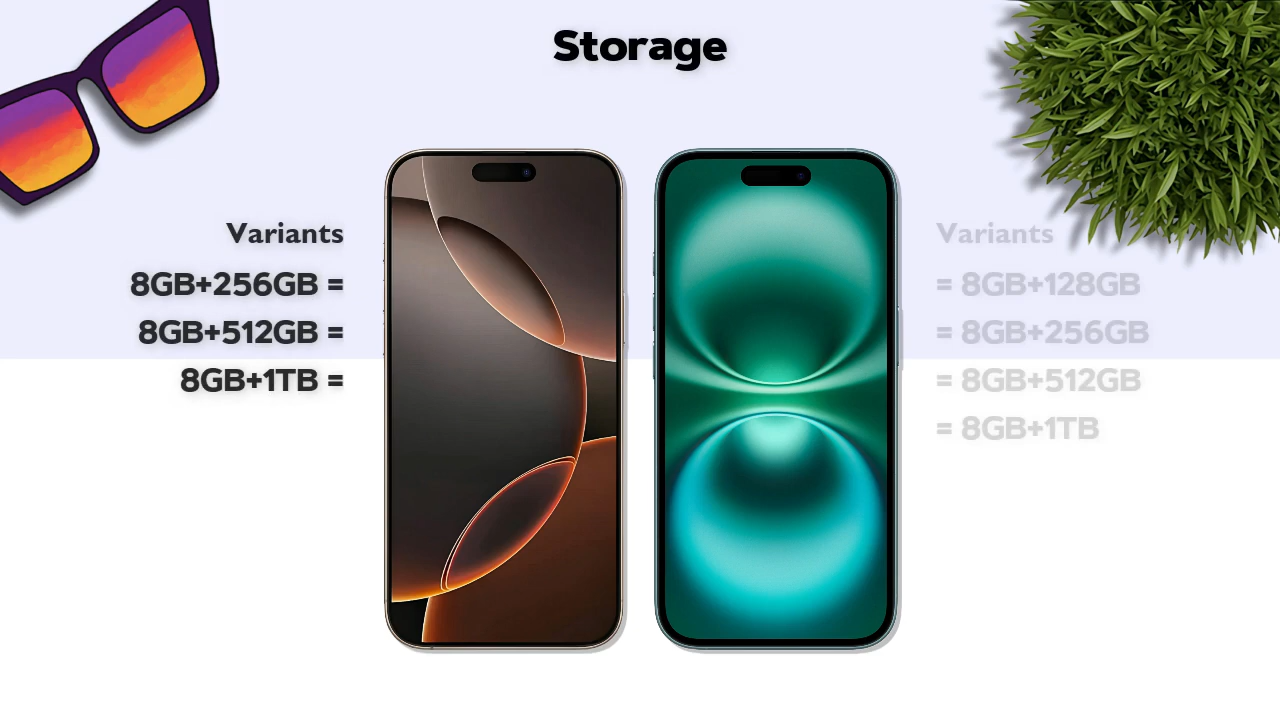 Storage
Variants
8GB+256GB =
8GB+512GB =
8GB+1TB =
Variants
= 8GB+128GB
= 8GB+256GB
= 8GB+512GB
= 8GB+1TB